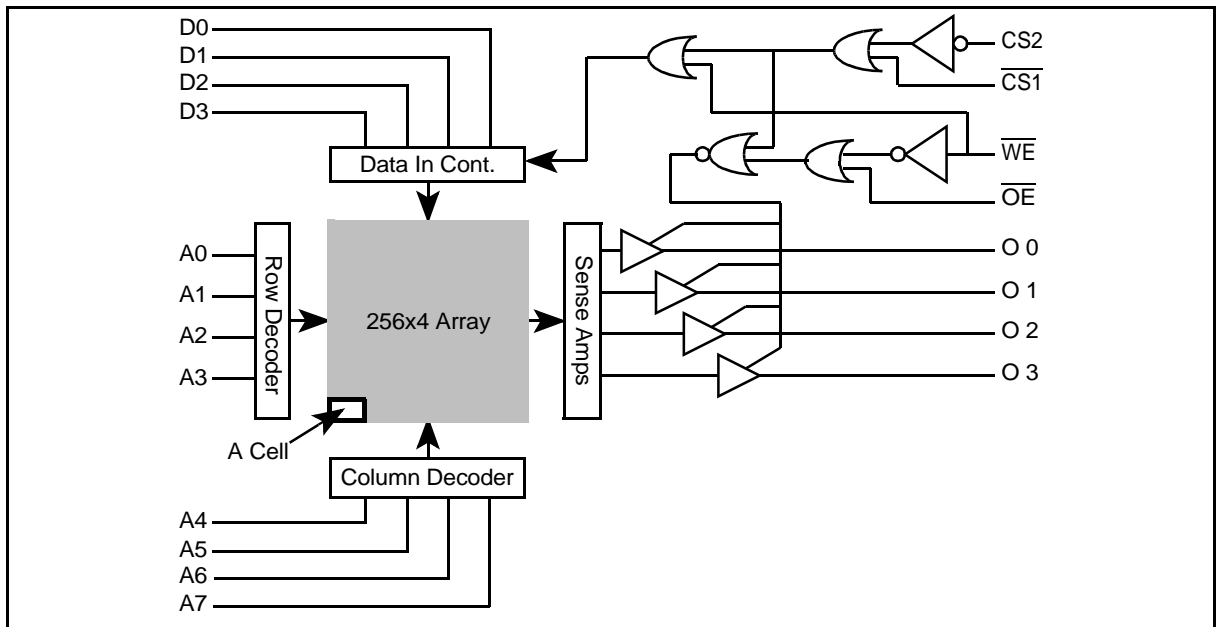 D0
D1
D2
D3
CS2
CS1
WE
OE
Data In Cont.
A0
A1
A2
A3
Row Decoder
256x4 Array
Sense Amps
O 0
O 1
O 2
O 3
A Cell
Column Decoder
A4
A5
A6
A7